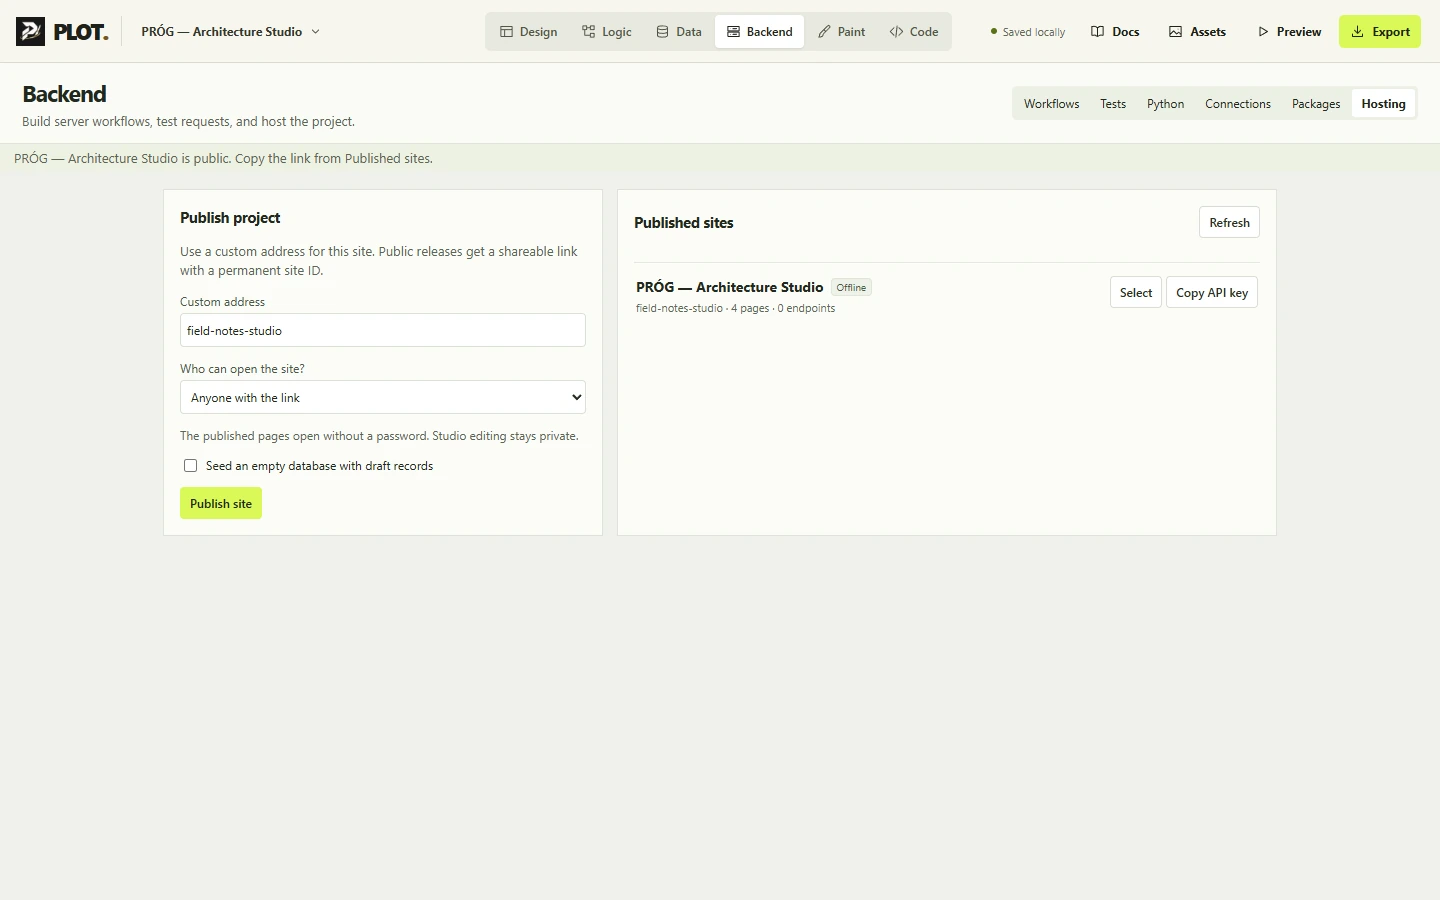 PLOT.
PRÓG — Architecture Studio
Design
Logic
Data
Backend
Paint
Code
Saved locally
Docs
Assets
Preview
Export
Backend
Build server workflows, test requests, and host the project.
Workflows
Tests
Python
Connections
Packages
Hosting
PRÓG — Architecture Studio is public. Copy the link from Published sites.
Publish project
Use a custom address for this site. Public releases get a shareable link
with a permanent site ID.
Custom address
field-notes-studio
Who can open the site?
Anyone with the link
The published pages open without a password. Studio editing stays private.
Seed an empty database with draft records
Publish site
Published sites
Refresh
PRÓG — Architecture Studio
Offline
field-notes-studio · 4 pages · 0 endpoints
Select
Copy API key